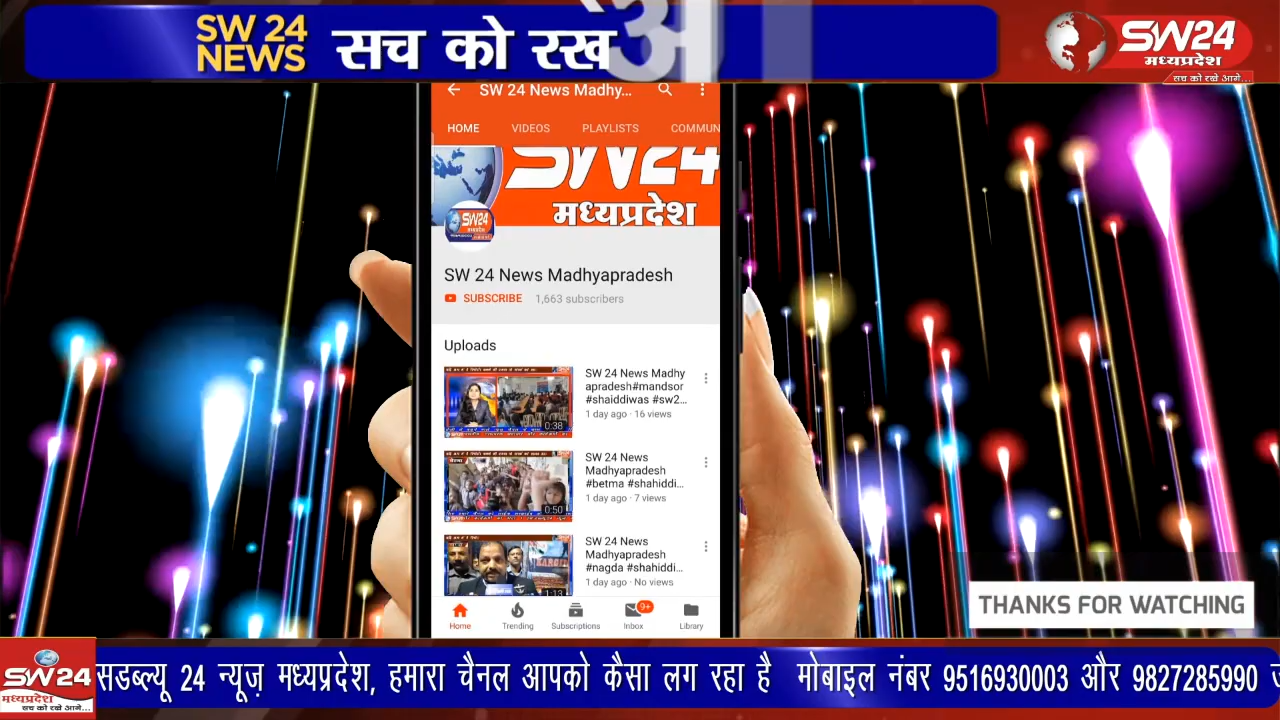 SW 24
NEWS
सच को रख
SW24
मध्यप्रदेश
सच को रखे आगे...
SW 24 News Madhy...
HOME VIDEOS PLAYLISTS COMMUN
SW24
मध्यप्रदेश
SW24
SW 24 News Madhyapradesh
SUBSCRIBE 1,663 subscribers
Uploads
SW 24 News Madhy
apradesh#mandsor
#shaiddiwas #sw2...
1 day ago · 16 views
0:38
SW 24 News
Madhyapradesh
#betma #shahiddi...
1 day ago · 7 views
0:50
SW 24 News
Madhyapradesh
#nagda #shahiddi...
1 day ago · No views
1:13
9+
Home Trending Subscriptions Inbox Library
THANKS FOR WATCHING
SW24
मध्यप्रदेश
सच को रखे आगे...
सडब्ल्यू 24 न्यूज़ मध्यप्रदेश, हमारा चैनल आपको कैसा लग रहा है मोबाइल नंबर 9516930003 और 9827285990